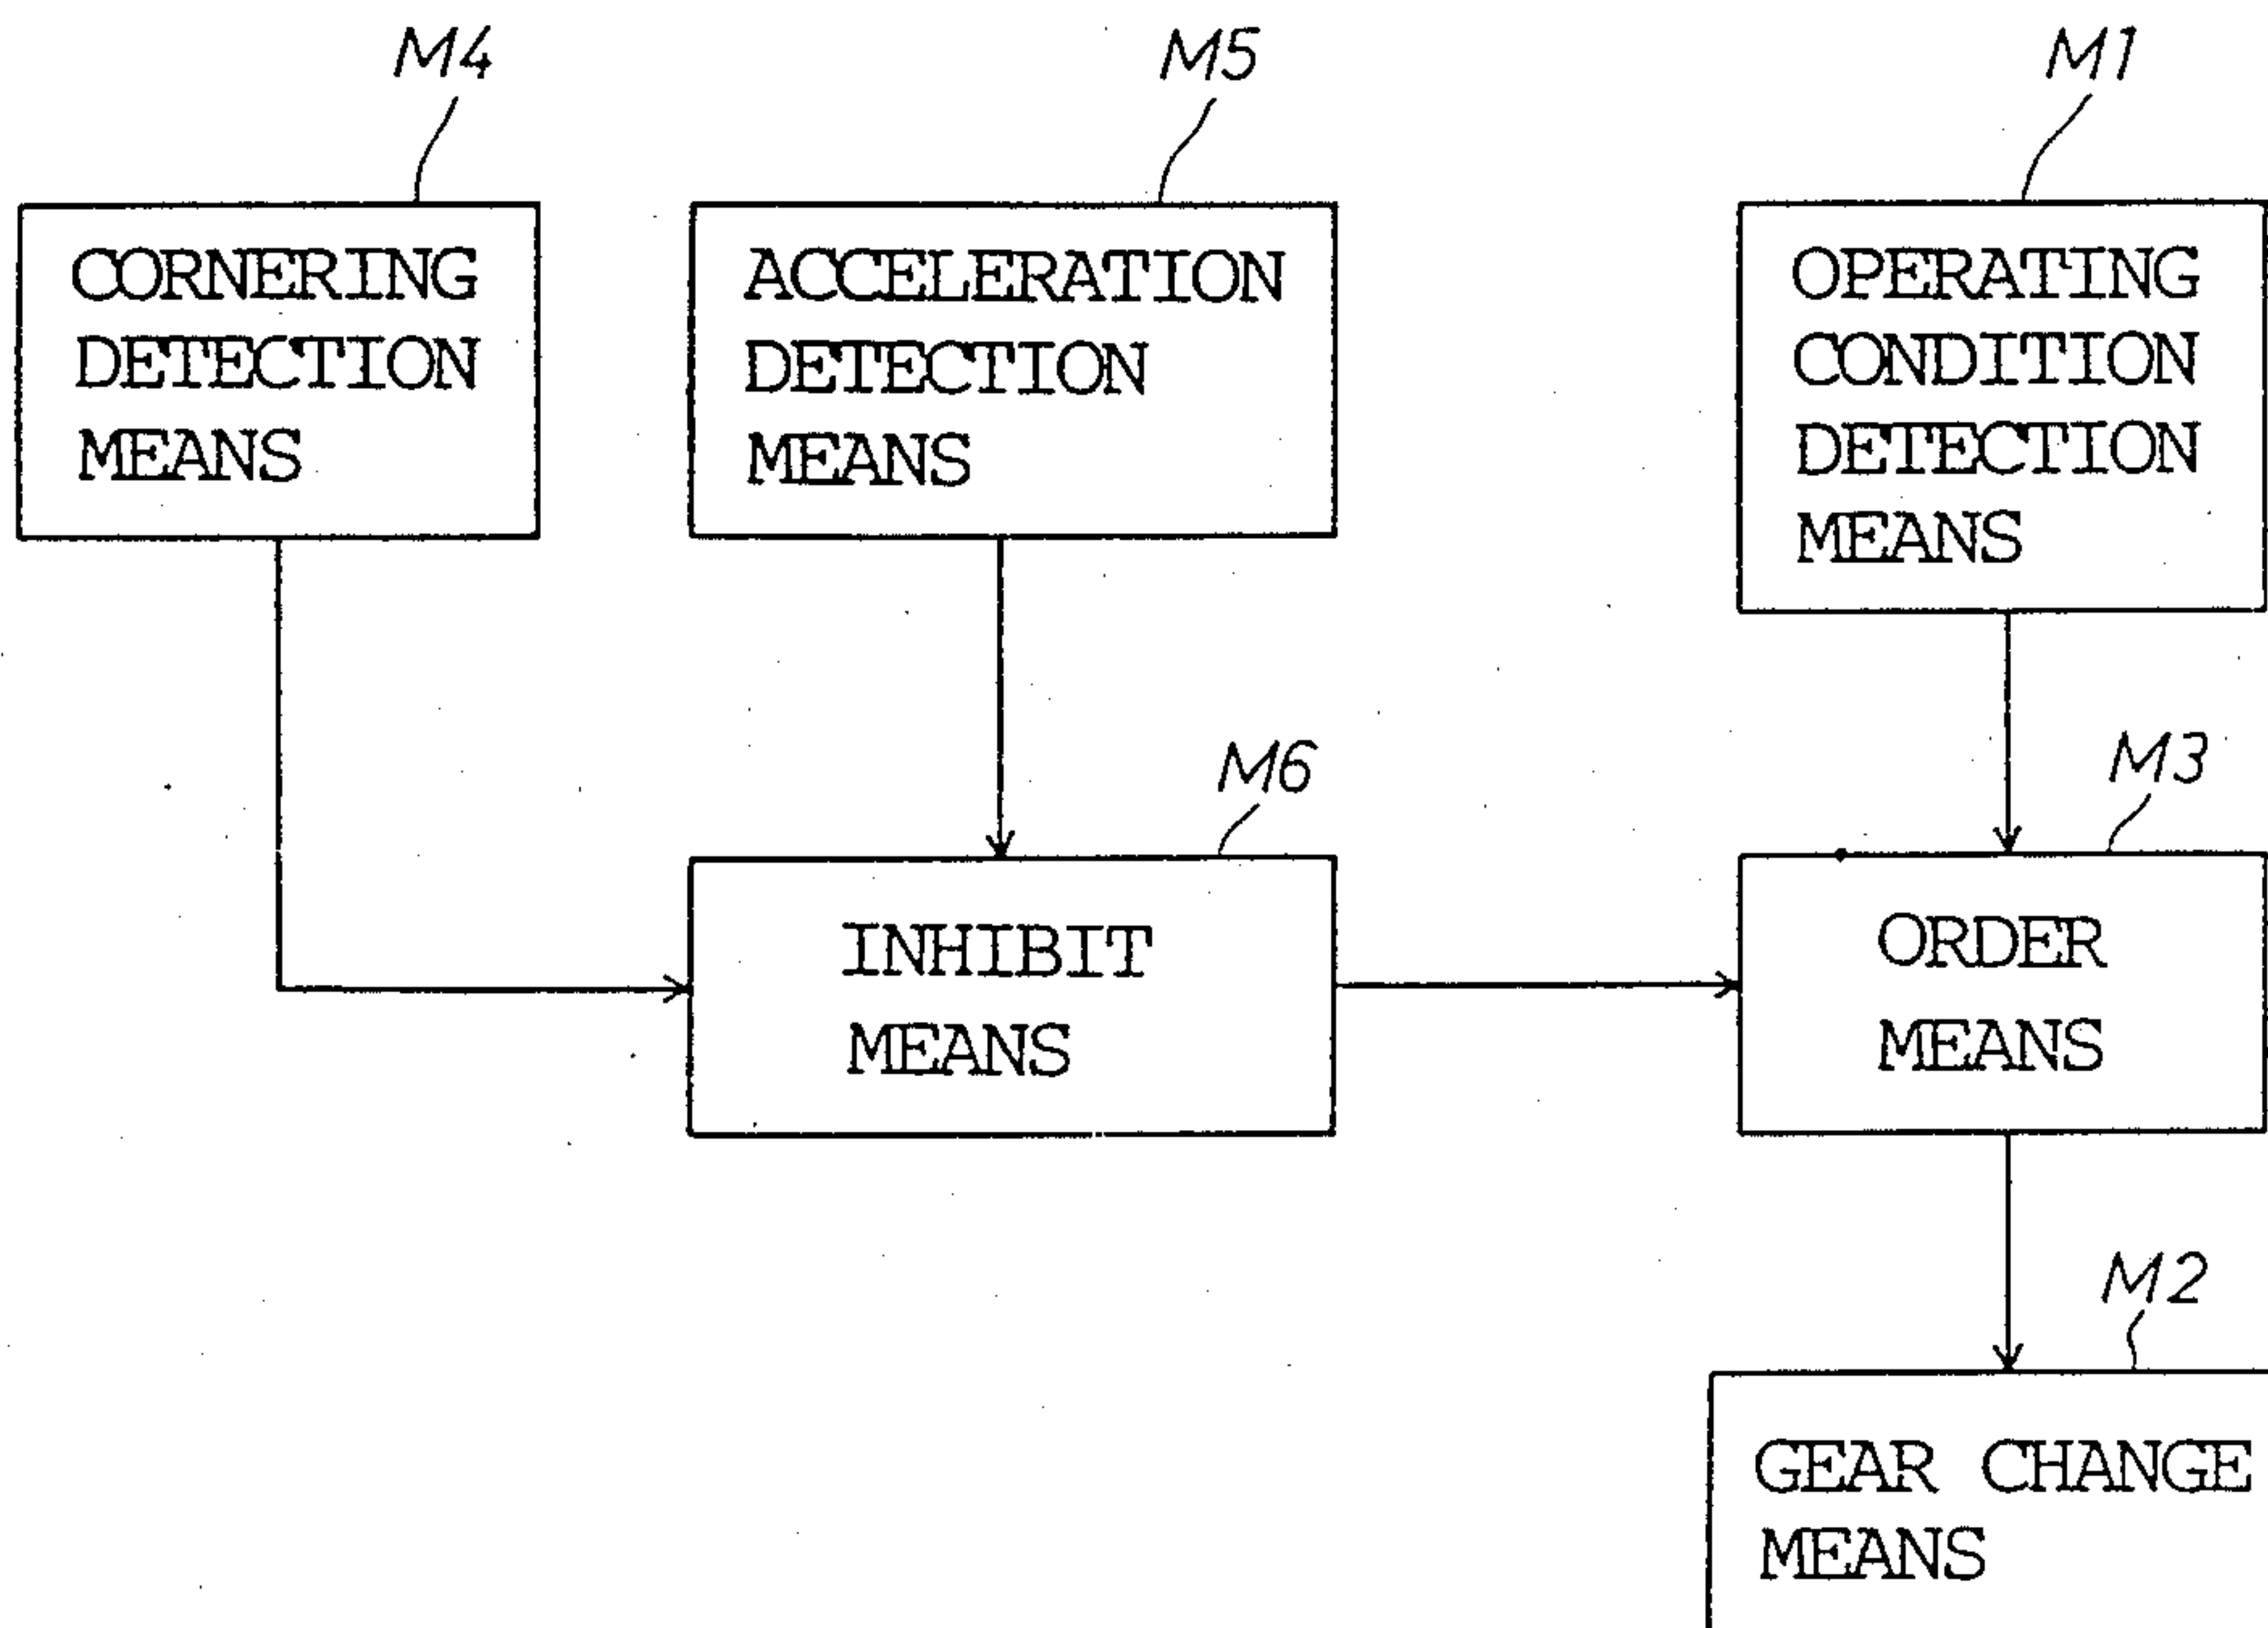 M4
M5
M1
CORNERING
DETECTION
MEANS
ACCELERATION
DETECTION
MEANS
OPERATING
CONDITION
DETECTION
MEANS
M6
M3
INHIBIT
MEANS
ORDER
MEANS
M2
GEAR CHANGE
MEANS